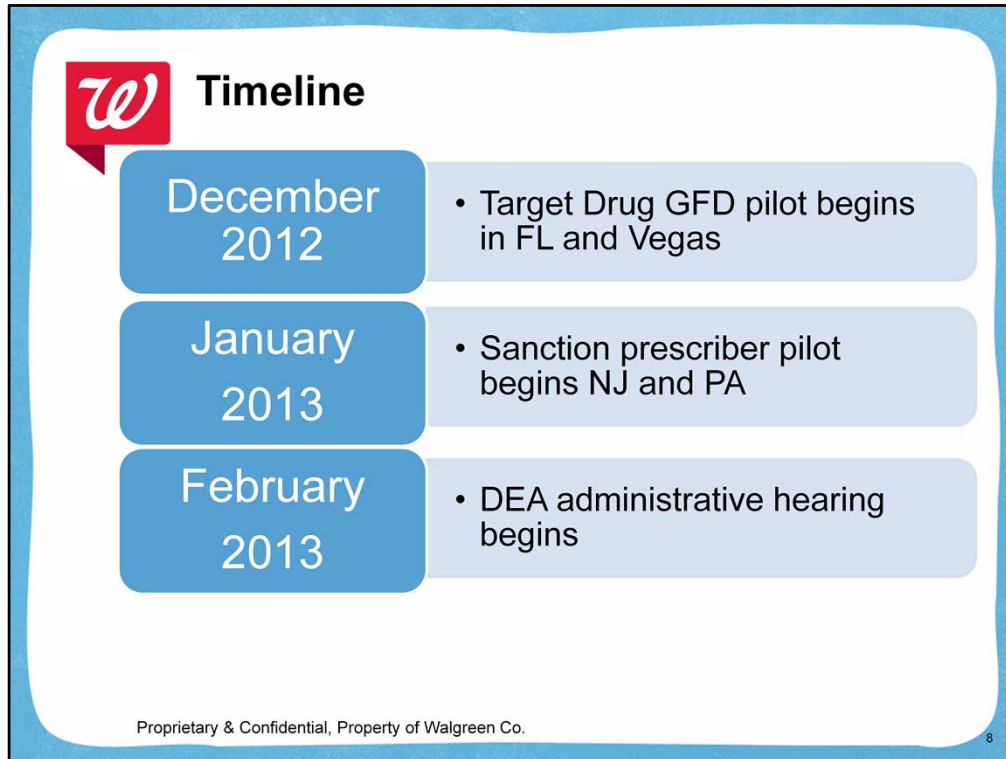 W
Timeline
December
2012
• Target Drug GFD pilot begins
in FL and Vegas
January
2013
• Sanction prescriber pilot
begins NJ and PA
February
2013
• DEA administrative hearing
begins
Proprietary & Confidential, Property of Walgreen Co.
8